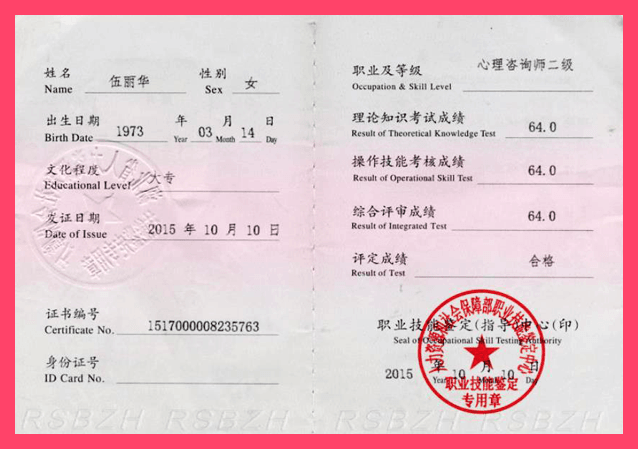 姓名 伍丽华 性别 女
Name Sex
出生日期 1973 年 03 月 14 日
Birth Date Year Month Day
文化程度 大专
Educational Level
发证日期 2015 年 10 月 10 日
Date of Issue
证书编号
Certificate No. 1517000008235763
身份证号
ID Card No.
RSBZH RSBZH
职业及等级 心理咨询师二级
Occupation & Skill Level
理论知识考试成绩 64.0
Result of Theoretical Knowledge Test
操作技能考核成绩 64.0
Result of Operational Skill Test
综合评审成绩 64.0
Result of Integrated Test
评定成绩 合格
Result of Test
职业技能鉴定(指导)中心(印)
Seal of Occupational Skill Testing Authority
2015 年 10 月 10 日
Year Month Day
人力资源和社会保障部职业技能鉴定中心
职业技能鉴定
专用章
RSBZH RSBZH